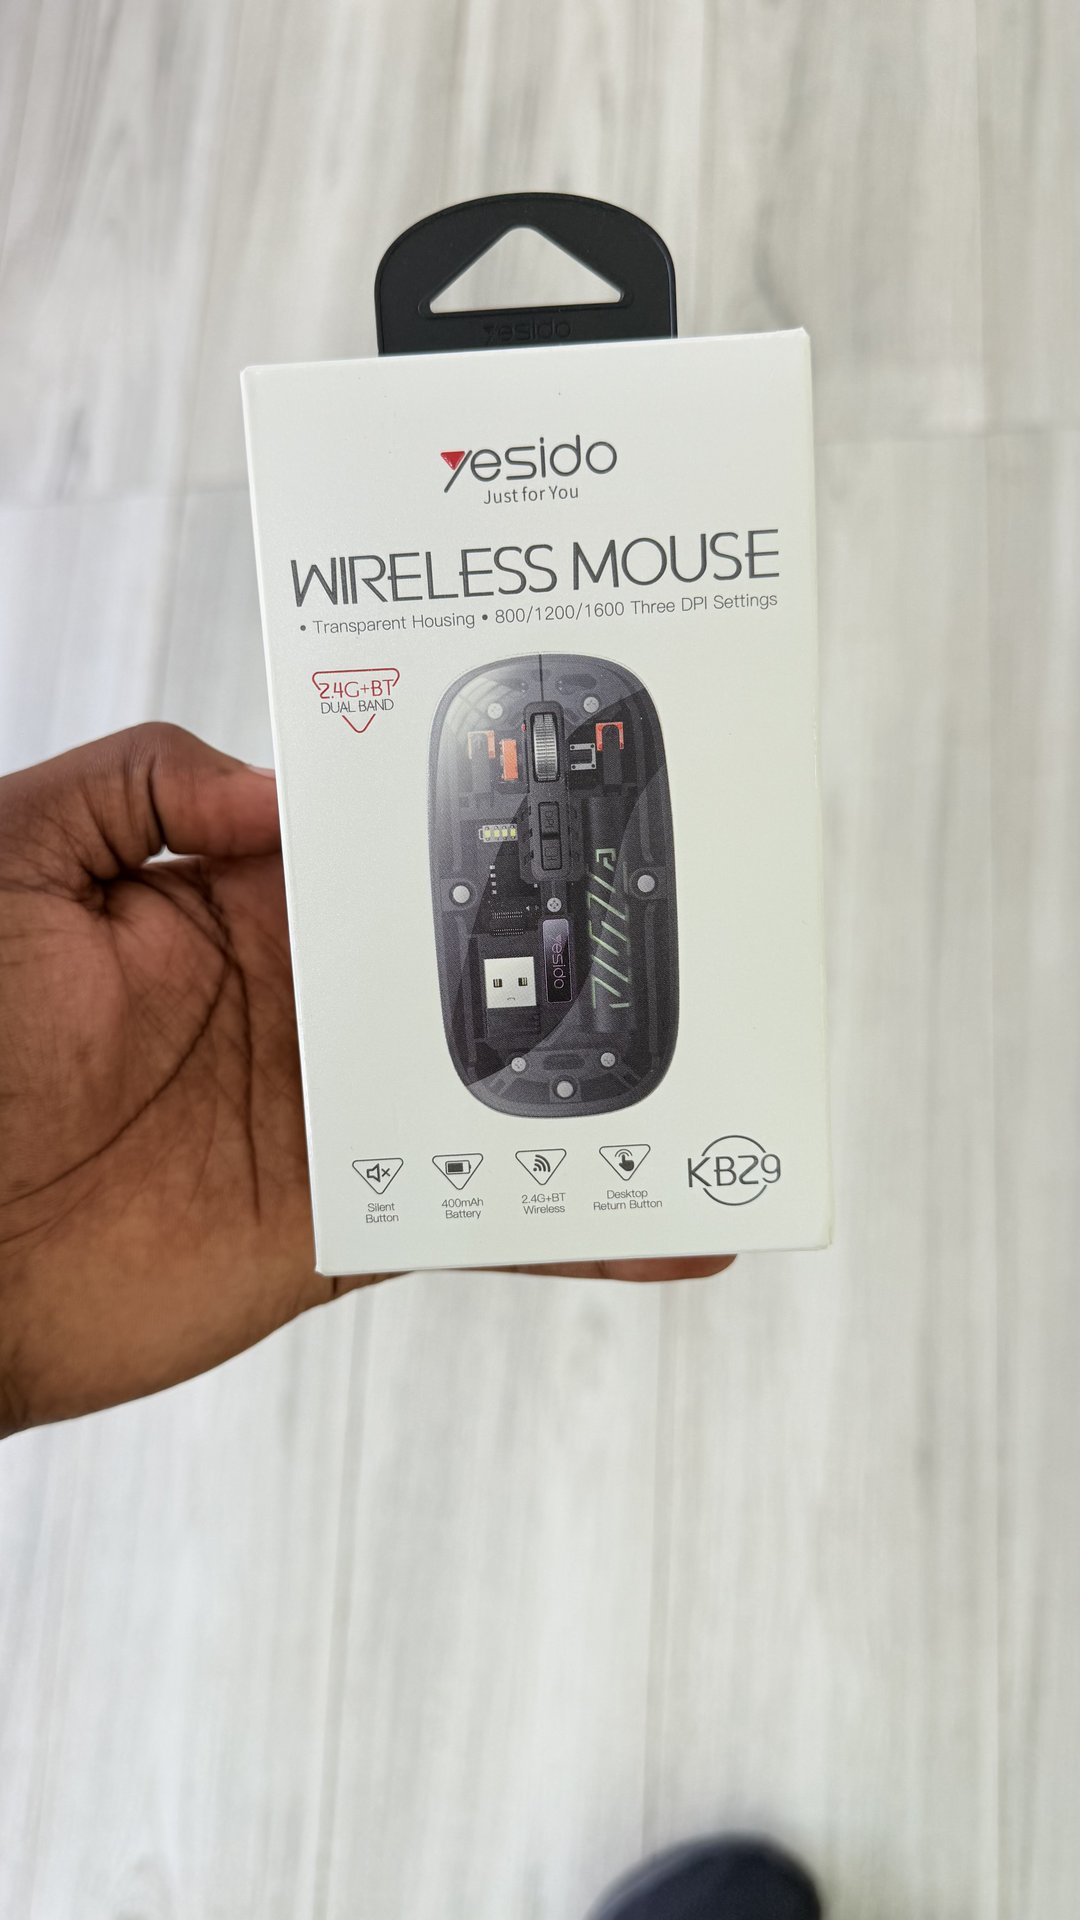 yesido
yesido
Just for You
WIRELESS MOUSE
• Transparent Housing • 800/1200/1600 Three DPI Settings
2.4G+BT
DUAL BAND
DPI
yesido
Silent
Button
400mAh
Battery
2.4G+BT
Wireless
Desktop
Return Button
KB29